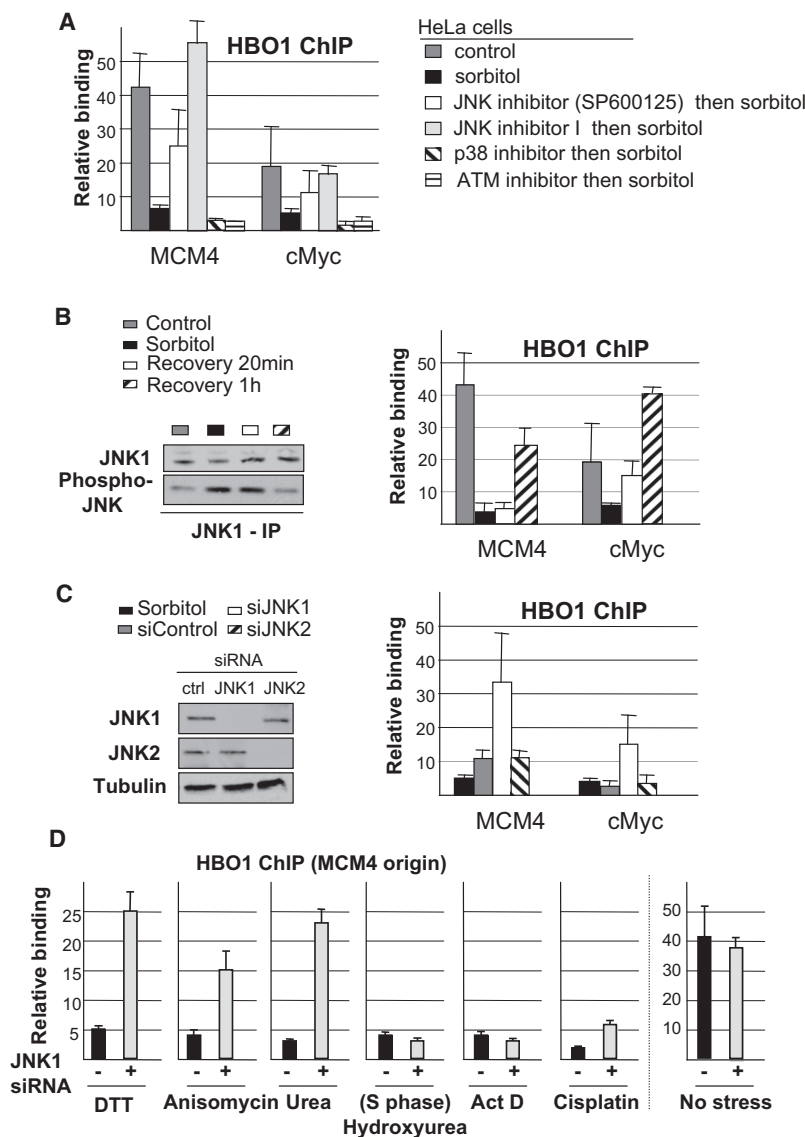 A
HBO1 ChIP
Relative binding
50
40
30
20
10
MCM4 cMyc
HeLa cells
control
sorbitol
JNK inhibitor (SP600125) then sorbitol
JNK inhibitor I then sorbitol
p38 inhibitor then sorbitol
ATM inhibitor then sorbitol
B
Control
Sorbitol
Recovery 20min
Recovery 1h
JNK1
Phospho-
JNK
JNK1 - IP
HBO1 ChIP
Relative binding
50
40
30
20
10
MCM4 cMyc
C
Sorbitol siJNK1
siControl siJNK2
siRNA
ctrl JNK1 JNK2
JNK1
JNK2
Tubulin
HBO1 ChIP
Relative binding
50
40
30
20
10
MCM4 cMyc
D
HBO1 ChIP (MCM4 origin)
Relative binding
25
20
15
10
5
50
40
30
20
10
JNK1
siRNA
- + - + - + - + - + - + - +
DTT Anisomycin Urea (S phase) Act D Cisplatin No stress
Hydroxyurea